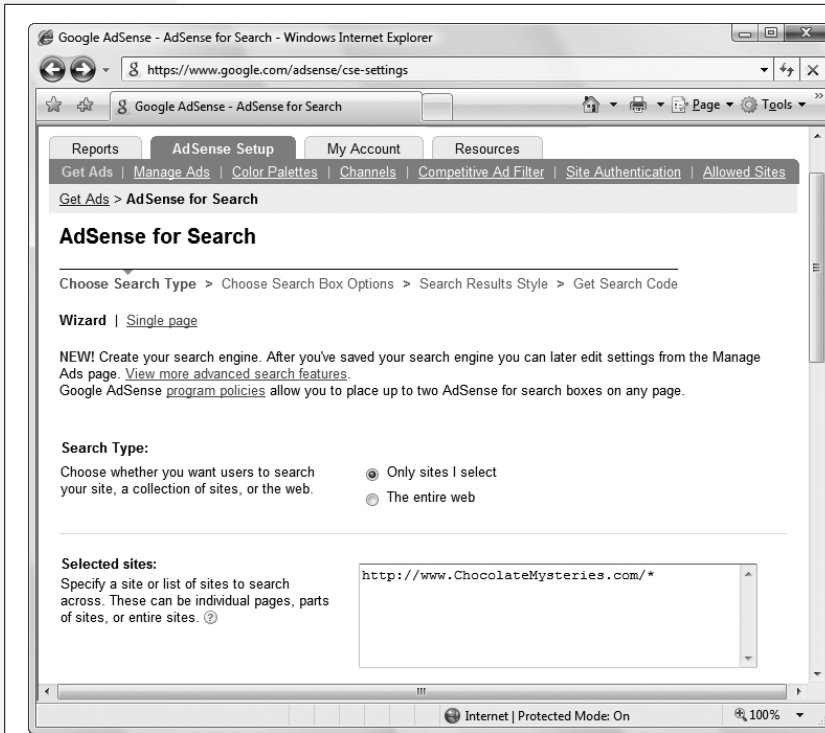 Google AdSense - AdSense for Search - Windows Internet Explorer
https://www.google.com/adsense/cse-settings
Google AdSense - AdSense for Search
Page Tools »
Reports AdSense Setup My Account Resources
Get Ads | Manage Ads | Color Palettes | Channels | Competitive Ad Filter | Site Authentication | Allowed Sites
Get Ads > AdSense for Search
AdSense for Search
Choose Search Type > Choose Search Box Options > Search Results Style > Get Search Code
Wizard | Single page
NEW! Create your search engine. After you've saved your search engine you can later edit settings from the Manage
Ads page. View more advanced search features.
Google AdSense program policies allow you to place up to two AdSense for search boxes on any page.
Search Type:
Choose whether you want users to search
your site, a collection of sites, or the web.
Only sites I select
The entire web
Selected sites:
Specify a site or list of sites to search
across. These can be individual pages, parts
of sites, or entire sites. ?
http://www.ChocolateMysteries.com/*
Internet | Protected Mode: On 100%